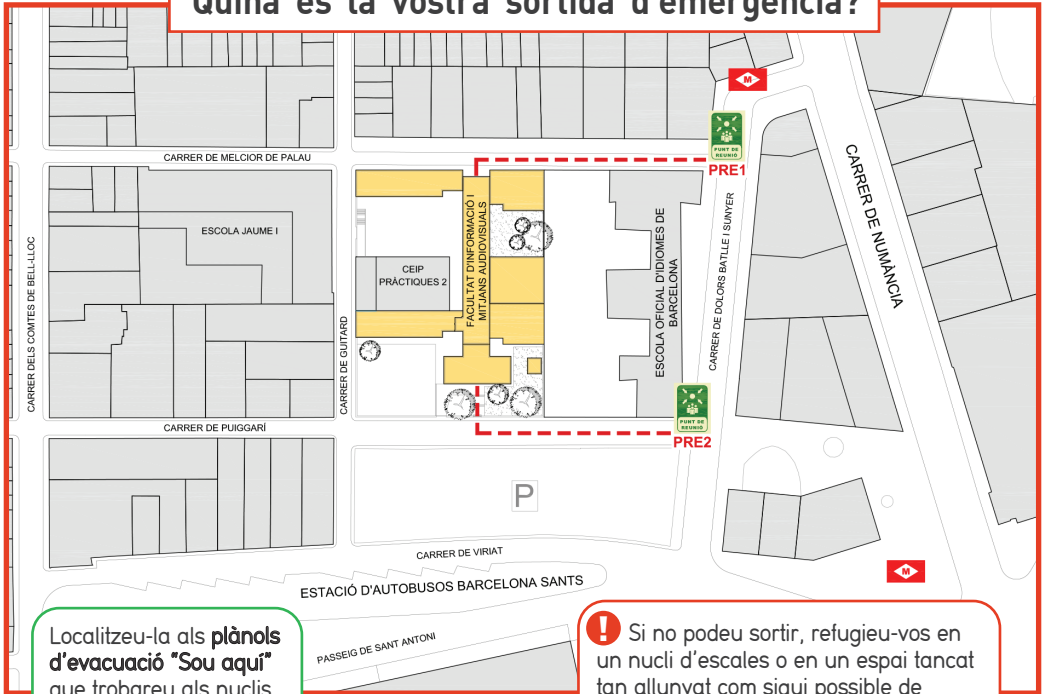 Quina és la vostra sortida d'emergència?
M
PUNT DE
REUNIÓ
PRE1
CARRER DE MELCIOR DE PALAU
CARRER DE NUMÀNCIA
CARRER DE DOLORS BATLLE I SUNYER
ESCOLA JAUME I
CEIP
PRÀCTIQUES 2
FACULTAT D'INFORMACIÓ I
MITJANS AUDIOVISUALS
ESCOLA OFICIAL D'IDIOMES DE
BARCELONA
CARRER DELS COMTES DE BELL-LLOC
CARRER DE GUITARD
CARRER DE PUIGGARÍ
PUNT DE
REUNIÓ
PRE2
P
CARRER DE VIRIAT
M
ESTACIÓ D'AUTOBUSOS BARCELONA SANTS
PASSEIG DE SANT ANTONI
Localitzeu-la als plànols
d'evacuació "Sou aquí"
que trobareu als nuclis
! Si no podeu sortir, refugieu-vos en
un nucli d'escales o en un espai tancat
tan allunyat com sigui possible de